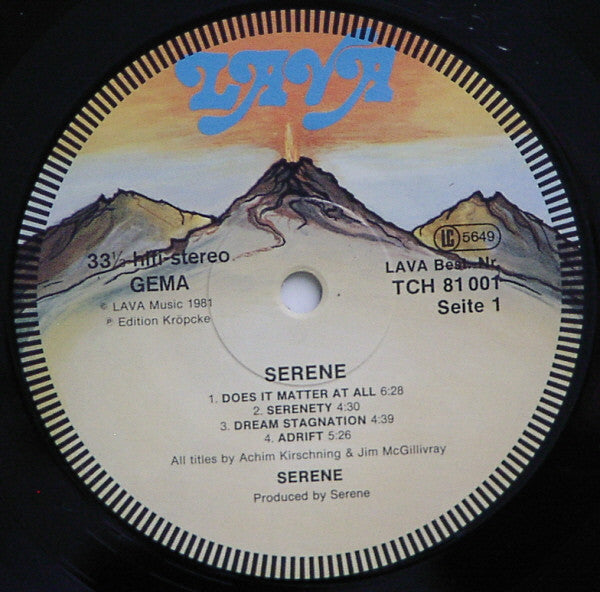 LAVA
LC 5649
33⅓ hifi-stereo
GEMA
© LAVA Music 1981
℗ Edition Kröpcke
LAVA Best. Nr.
TCH 81 001
Seite 1
SERENE
1. DOES IT MATTER AT ALL 6:28
2. SERENETY 4:30
3. DREAM STAGNATION 4:39
4. ADRIFT 5:26
All titles by Achim Kirschning & Jim McGillivray
SERENE
Produced by Serene